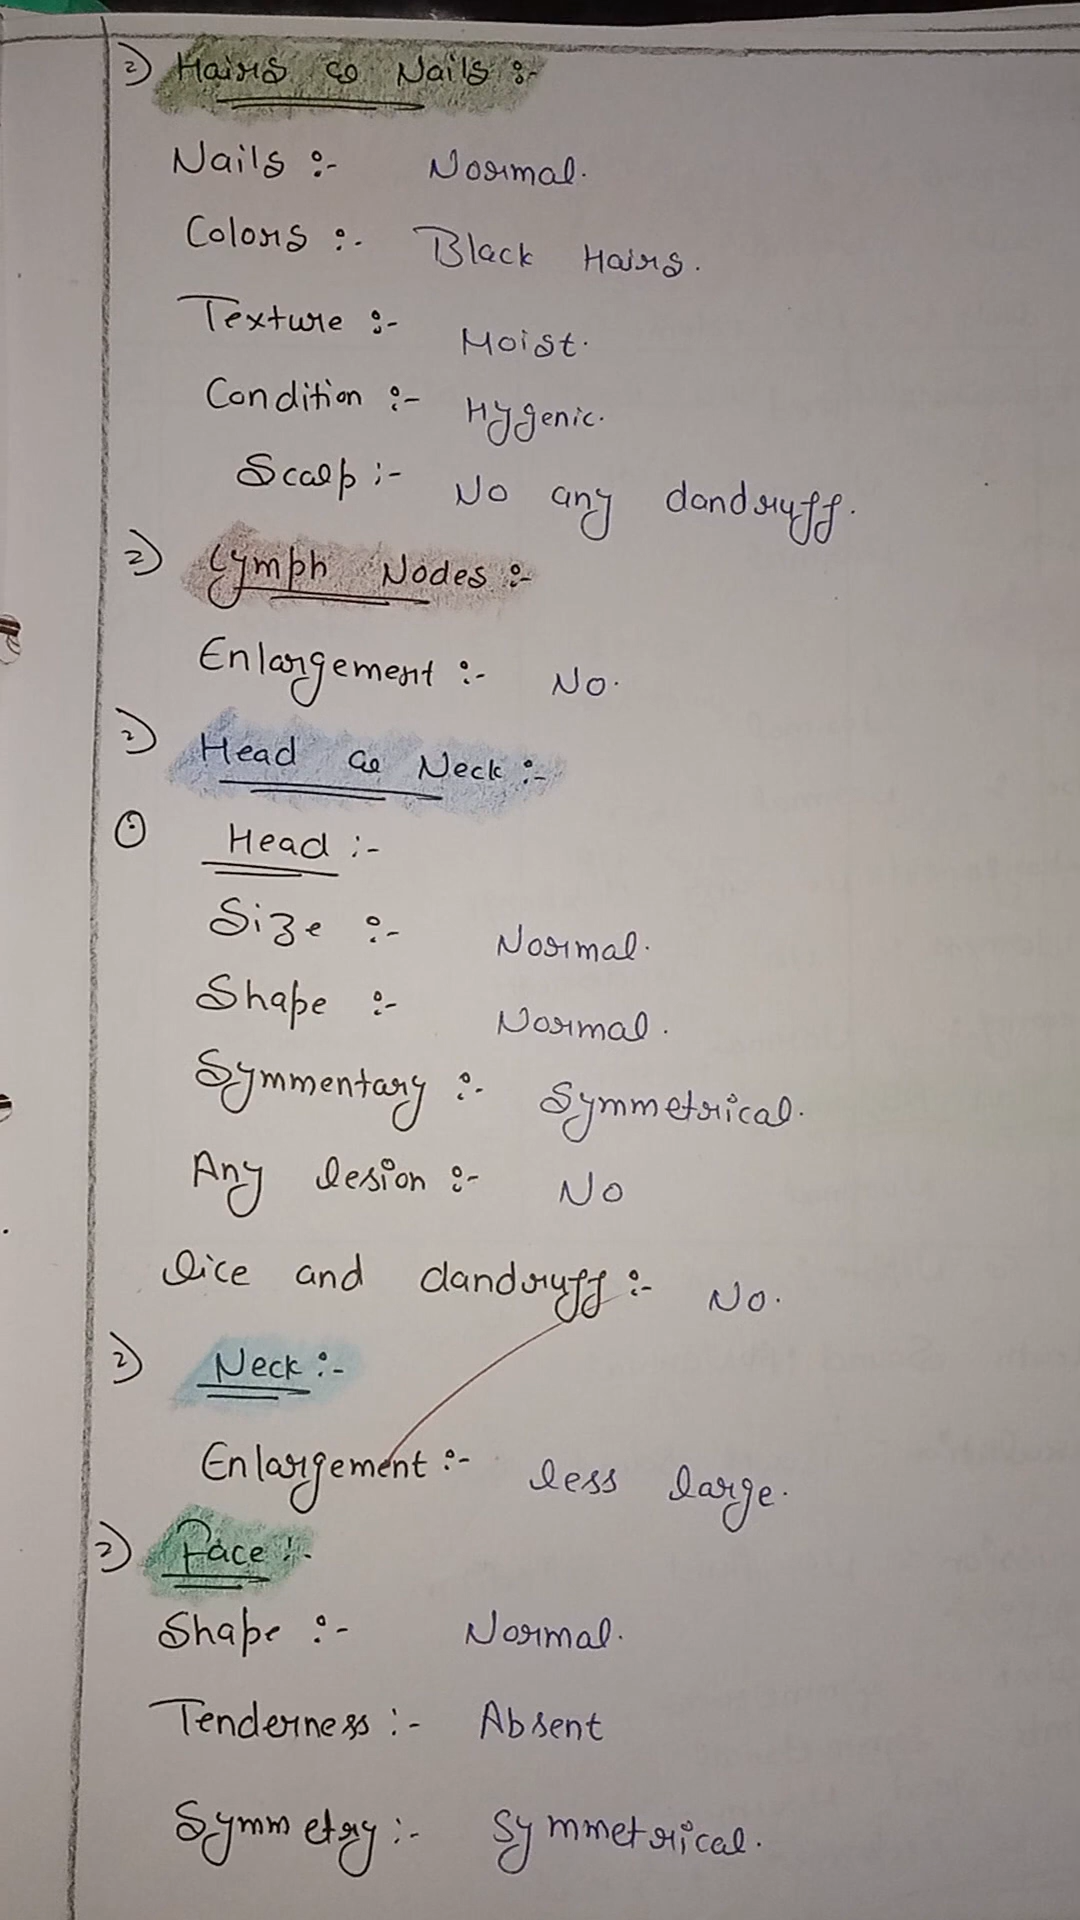 2) Hairs & Nails :-
Nails :- Normal.
Colors :- Black Hairs.
Texture :- Moist.
Condition :- Hygenic.
Scalp :- No any dandruff.
2) Lymph Nodes :-
Enlargement :- No.
2) Head & Neck :-
Head :-
Size :- Normal.
Shape :- Normal.
Symmentary :- Symmetrical.
Any lesion :- No
lice and dandruff :- No.
2) Neck :-
Enlargement :- less large.
2) Face :-
Shape :- Normal.
Tenderness :- Absent
Symmetry :- Symmetrical.